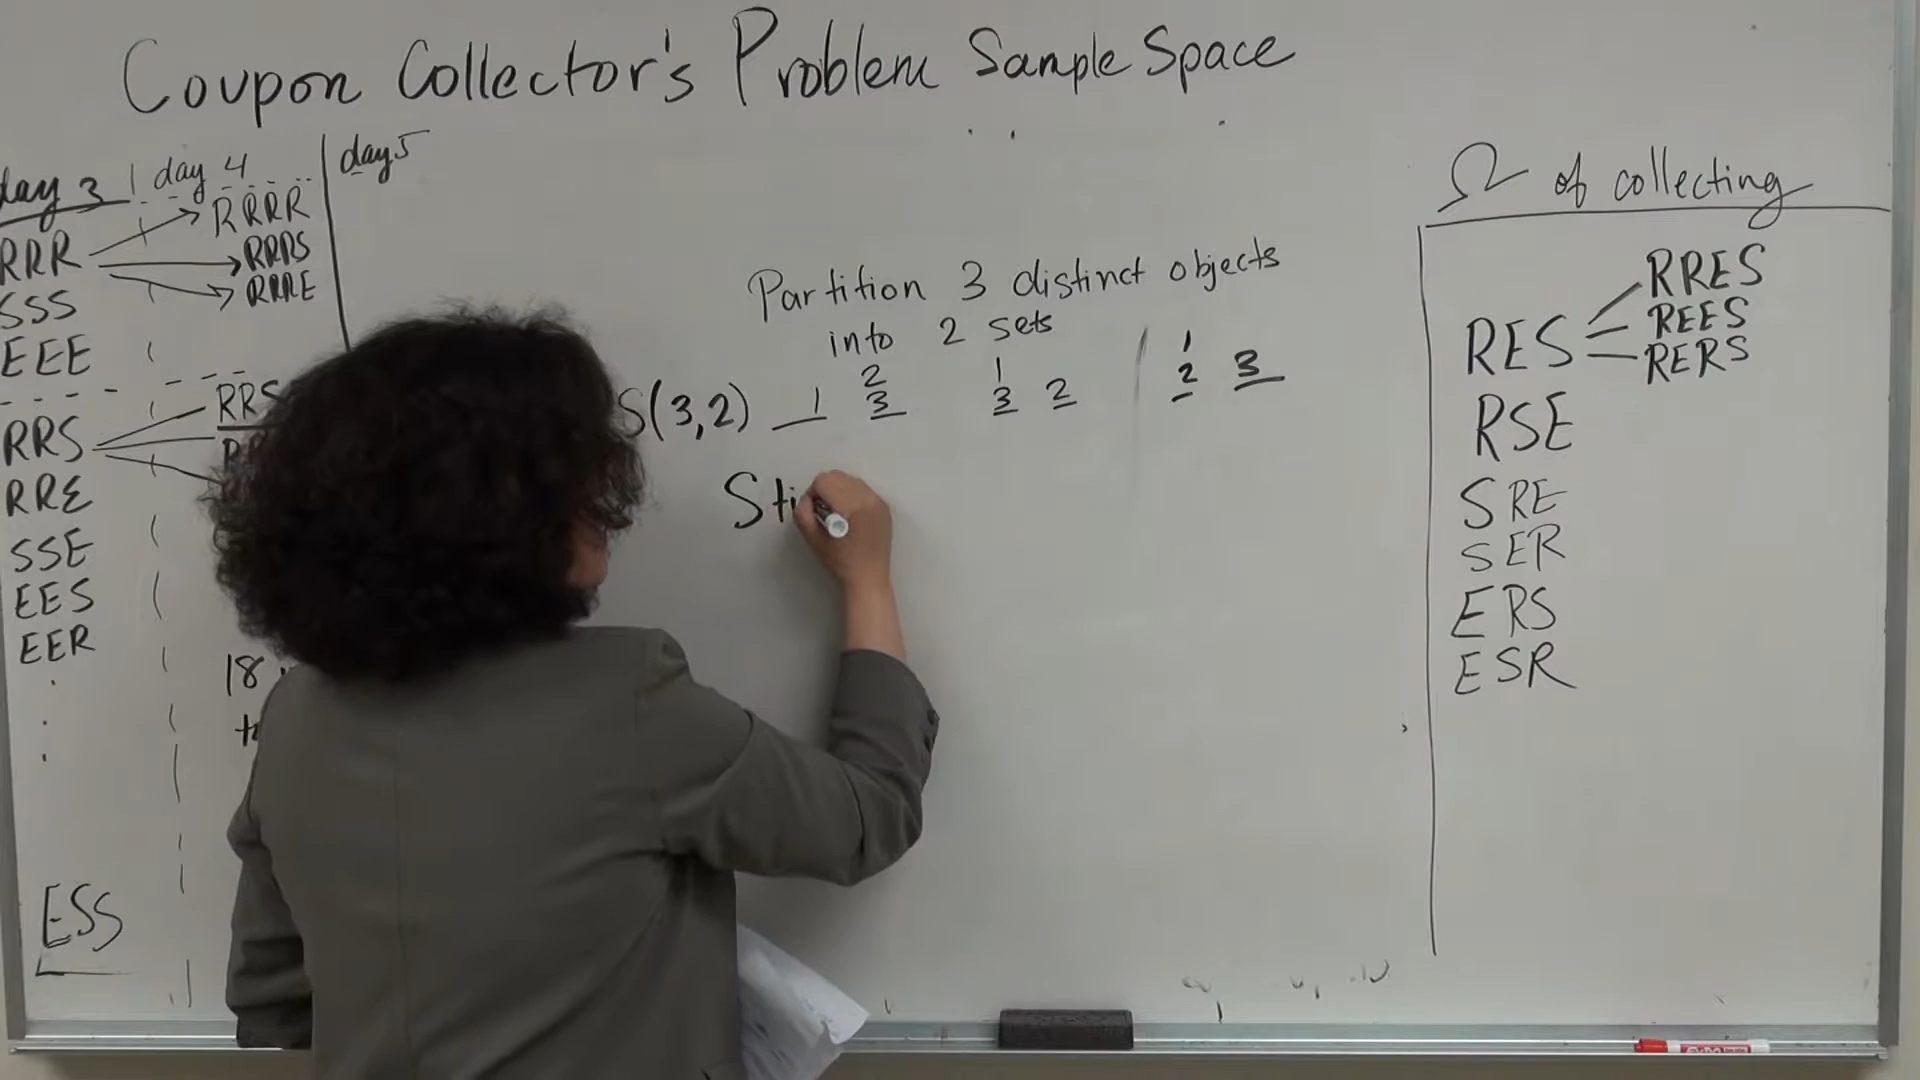 Coupon Collector's Problem Sample Space
day 3
RRR
SSS
EEE
RRS
RRE
SSE
EES
EER
ESS
day 4
RRRR
RRRS
RRRE
RRS
18
day 5
Partition 3 distinct objects
into 2 sets
2 1 1
S(3,2) 1 3 3 2 2 3
Sti
Ω of collecting
RRES
RES REES
RERS
RSE
SRE
SER
ERS
ESR